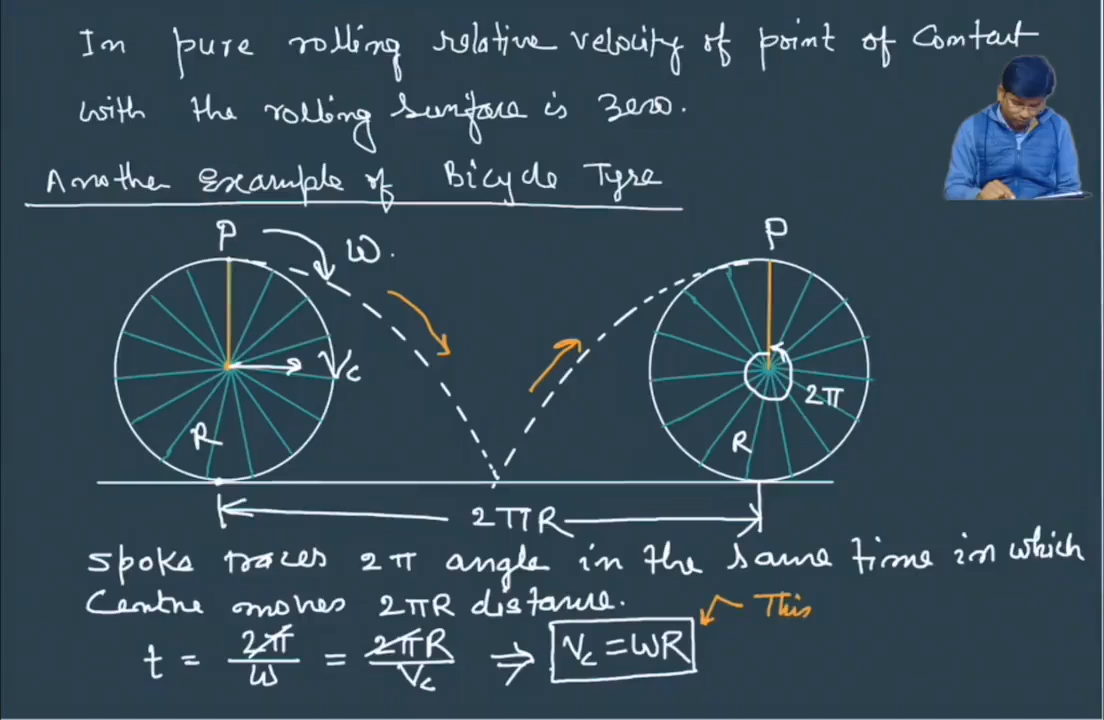 In pure rolling relative velocity of point of Contact
with the rolling surface is zero.
Another Example of Bicycle Tyre
P
ω.
P
Vc
2π
R
R
2πR
Spoke traces 2π angle in the same time in which
Centre moves 2πR distance.
This
t = 2π/ω = 2πR/Vc ⇒ Vc = ωR